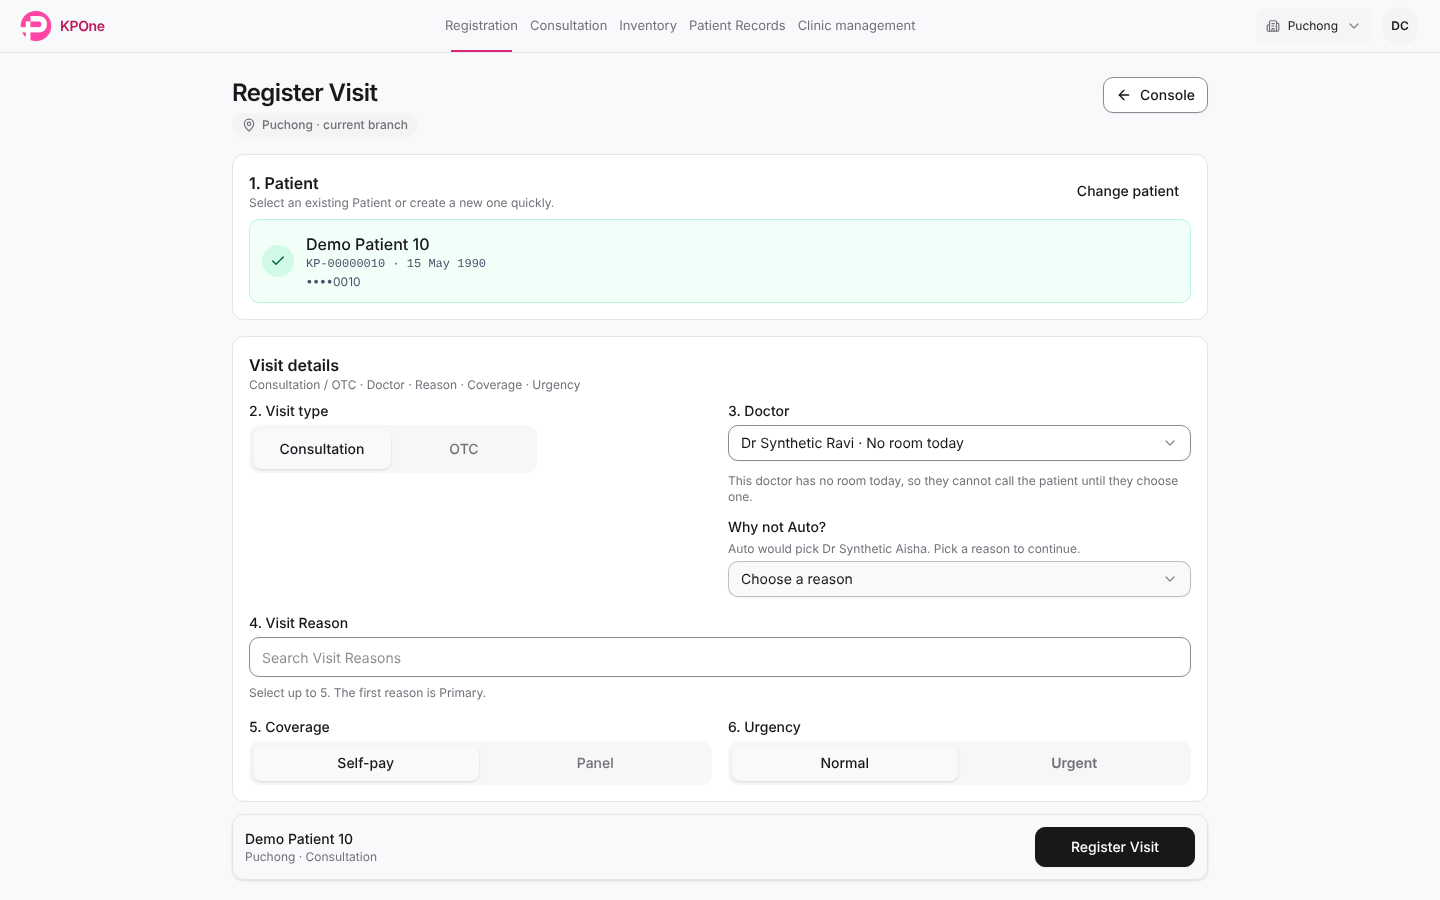 KPOne
Registration
Consultation
Inventory
Patient Records
Clinic management
Puchong
DC
Register Visit
Console
Puchong · current branch
1. Patient
Select an existing Patient or create a new one quickly.
Change patient
Demo Patient 10
KP-00000010 · 15 May 1990
••••0010
Visit details
Consultation / OTC · Doctor · Reason · Coverage · Urgency
2. Visit type
Consultation
OTC
3. Doctor
Dr Synthetic Ravi · No room today
This doctor has no room today, so they cannot call the patient until they choose
one.
Why not Auto?
Auto would pick Dr Synthetic Aisha. Pick a reason to continue.
Choose a reason
4. Visit Reason
Search Visit Reasons
Select up to 5. The first reason is Primary.
5. Coverage
Self-pay
Panel
6. Urgency
Normal
Urgent
Demo Patient 10
Puchong · Consultation
Register Visit